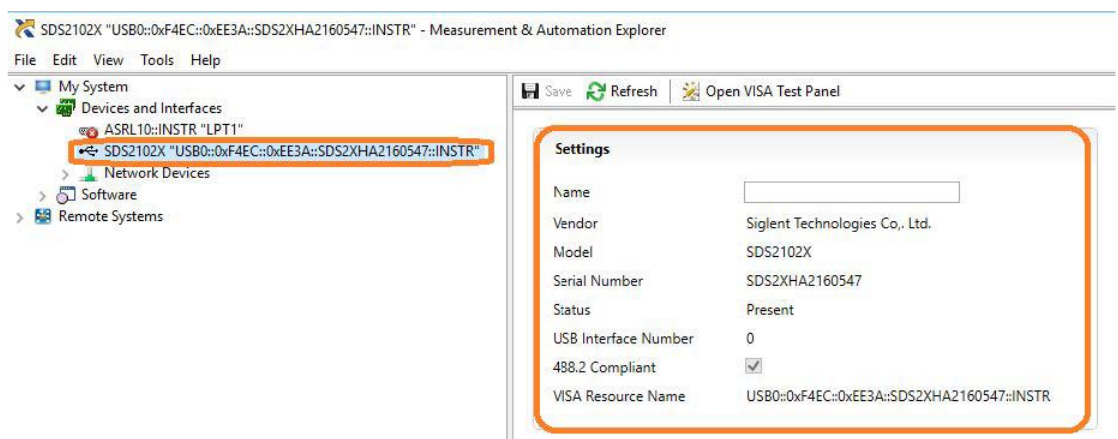 SDS2102X "USB0::0xF4EC::0xEE3A::SDS2XHA2160547::INSTR" - Measurement & Automation Explorer
File Edit View Tools Help
My System
Devices and Interfaces
ASRL10::INSTR "LPT1"
SDS2102X "USB0::0xF4EC::0xEE3A::SDS2XHA2160547::INSTR"
Network Devices
Software
Remote Systems
Save Refresh Open VISA Test Panel
Settings
Name
Vendor Siglent Technologies Co,. Ltd.
Model SDS2102X
Serial Number SDS2XHA2160547
Status Present
USB Interface Number 0
488.2 Compliant
VISA Resource Name USB0::0xF4EC::0xEE3A::SDS2XHA2160547::INSTR